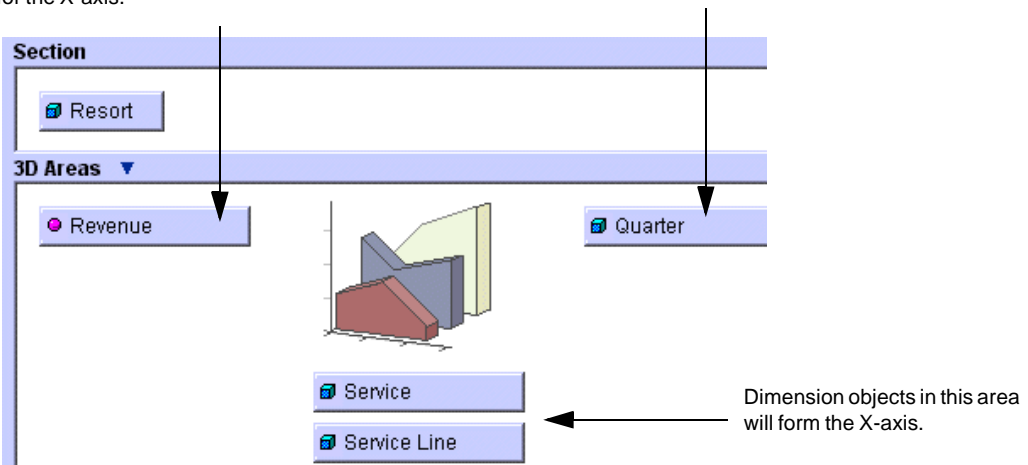 of the X-axis.
Section
Resort
3D Areas
Revenue
Quarter
Service
Service Line
Dimension objects in this area
will form the X-axis.